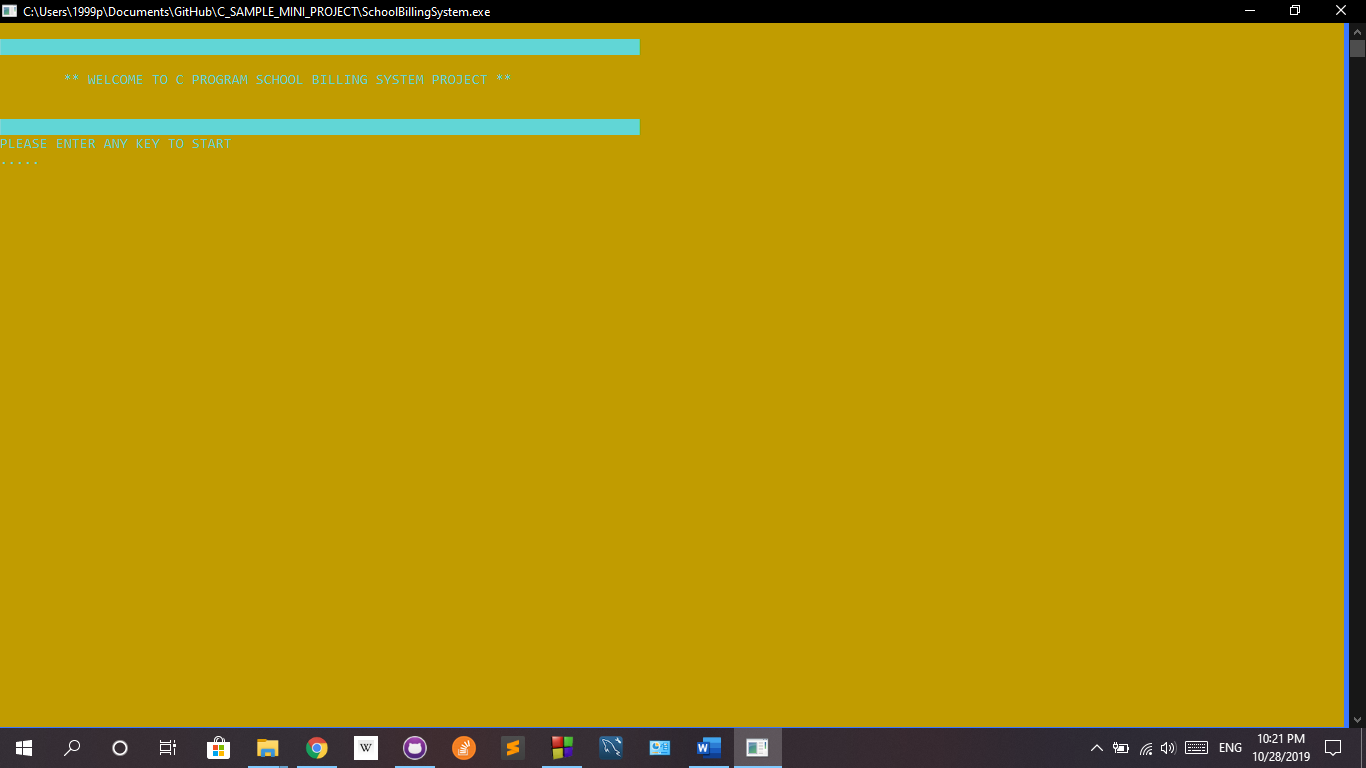 C:\Users\1999p\Documents\GitHub\C_SAMPLE_MINI_PROJECT\SchoolBillingSystem.exe
** WELCOME TO C PROGRAM SCHOOL BILLING SYSTEM PROJECT **
PLEASE ENTER ANY KEY TO START
.....
W
W
ENG
10:21 PM
10/28/2019